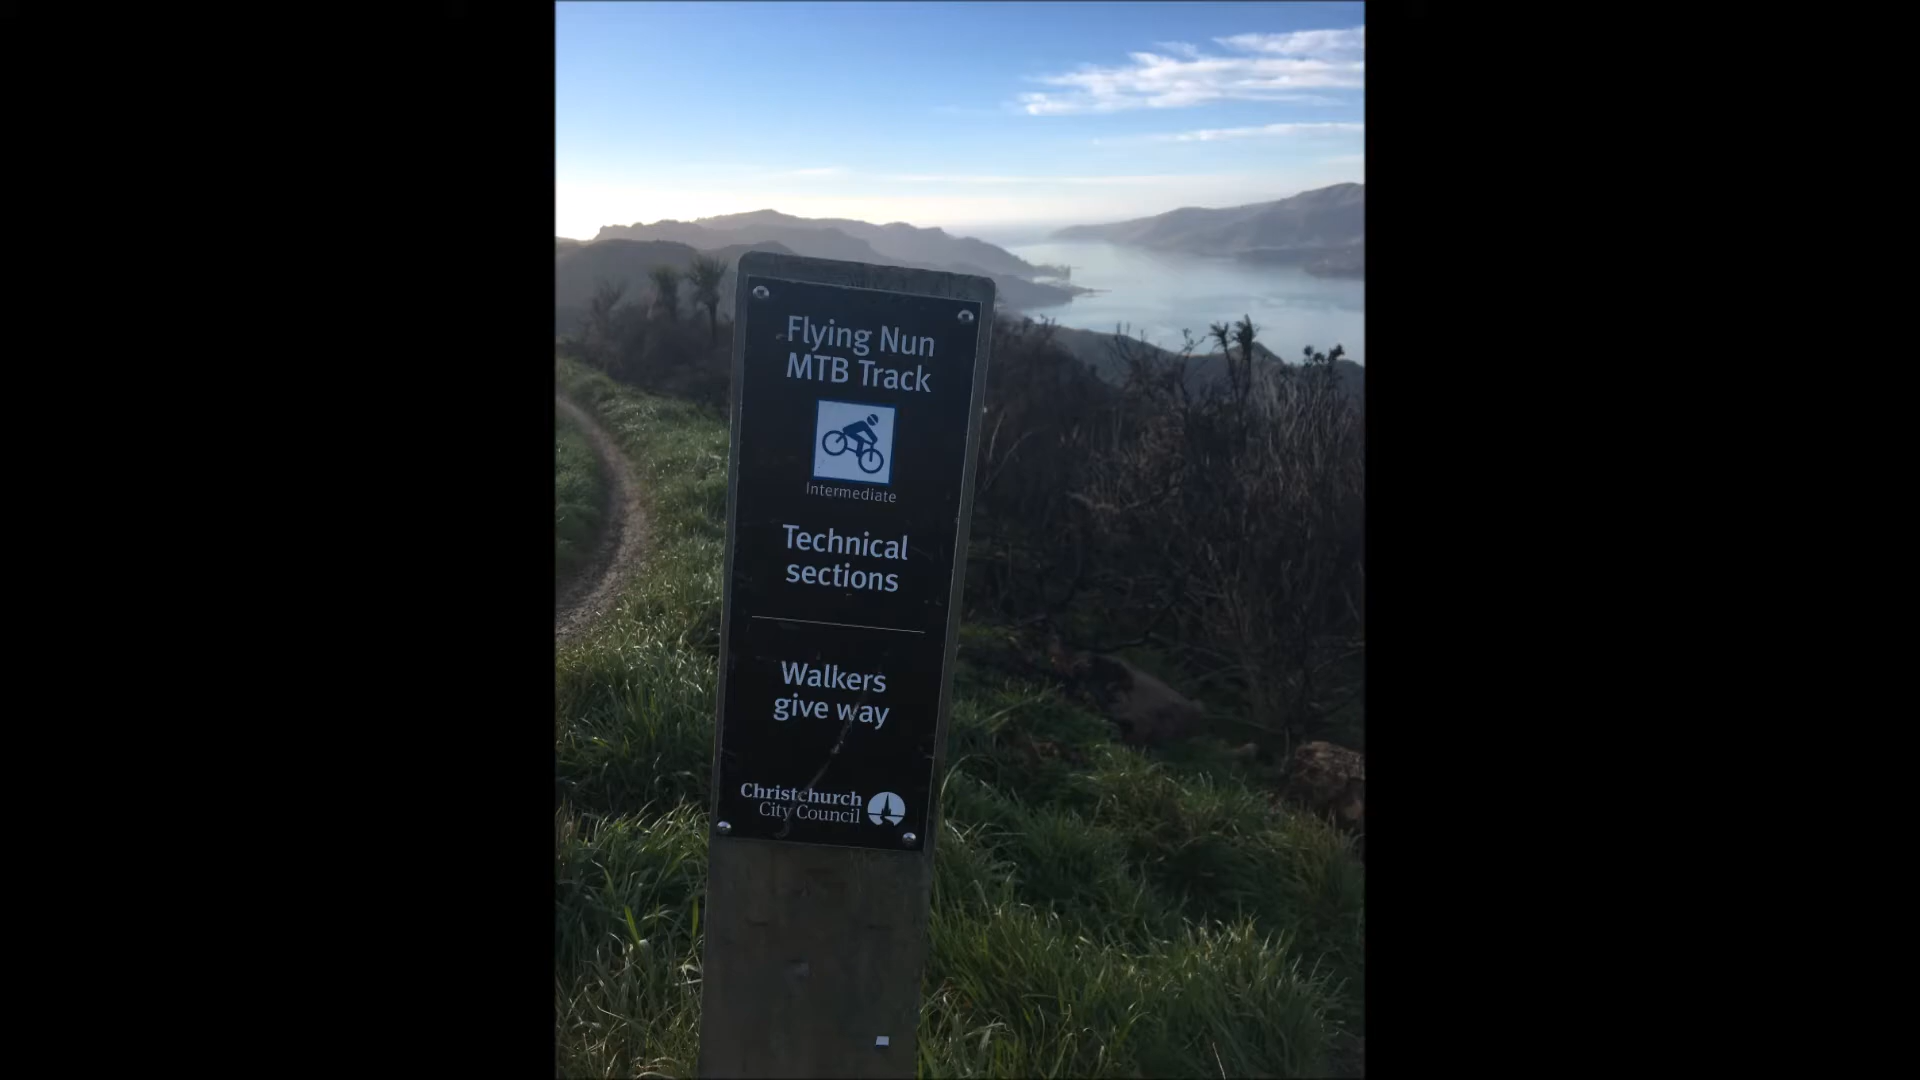 Flying Nun
MTB Track
Intermediate
Technical
sections
Walkers
give way
Christchurch
City Council